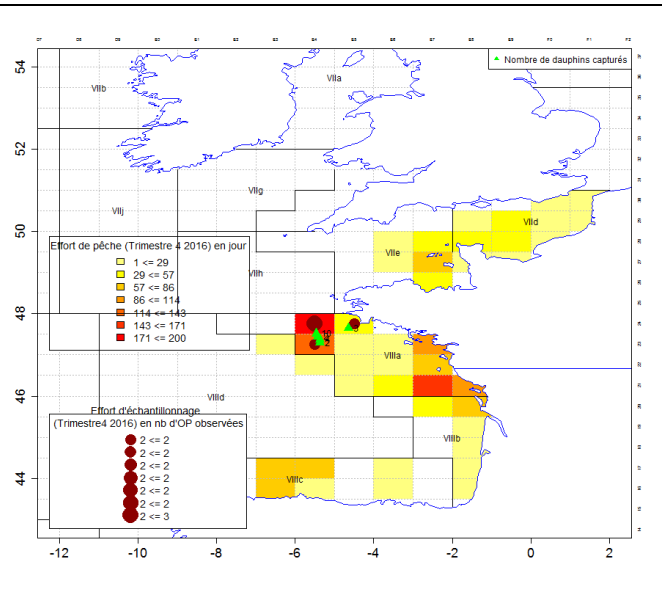 Nombre de dauphins capturés
54
52
50
48
46
44
VIIb
VIIa
VIIg
VIIj
VIId
VIIe
VIIh
Effort de pêche (Trimestre 4 2016) en jour
1 <= 29
29 <= 57
57 <= 86
86 <= 114
114 <= 143
143 <= 171
171 <= 200
10
2
VIIIa
VIIId
VIIIb
VIIIc
Effort d'échantillonnage
(Trimestre4 2016) en nb d'OP observées
2 <= 2
2 <= 2
2 <= 2
2 <= 2
2 <= 2
2 <= 2
2 <= 3
-12 -10 -8 -6 -4 -2 0 2